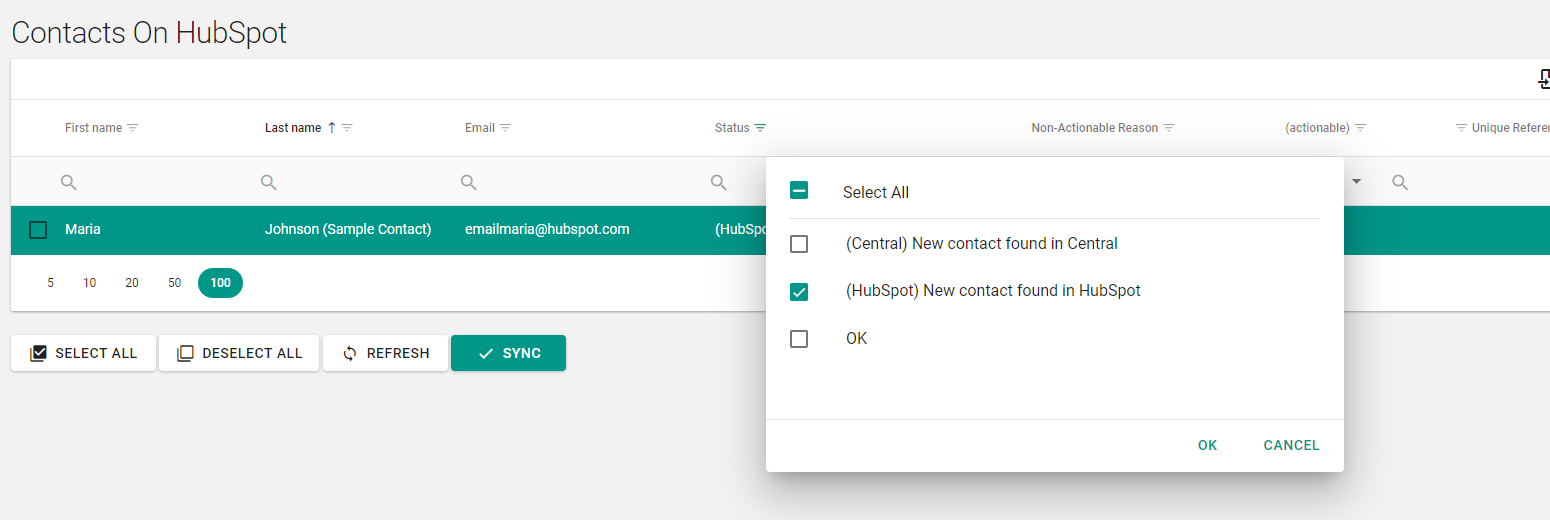 Contacts On HubSpot
First name Last name Email Status Non-Actionable Reason (actionable) Unique Referen
Select All
Maria Johnson (Sample Contact) emailmaria@hubspot.com (HubSpo
(Central) New contact found in Central
5 10 20 50 100
(HubSpot) New contact found in HubSpot
OK
SELECT ALL DESELECT ALL REFRESH SYNC
OK CANCEL